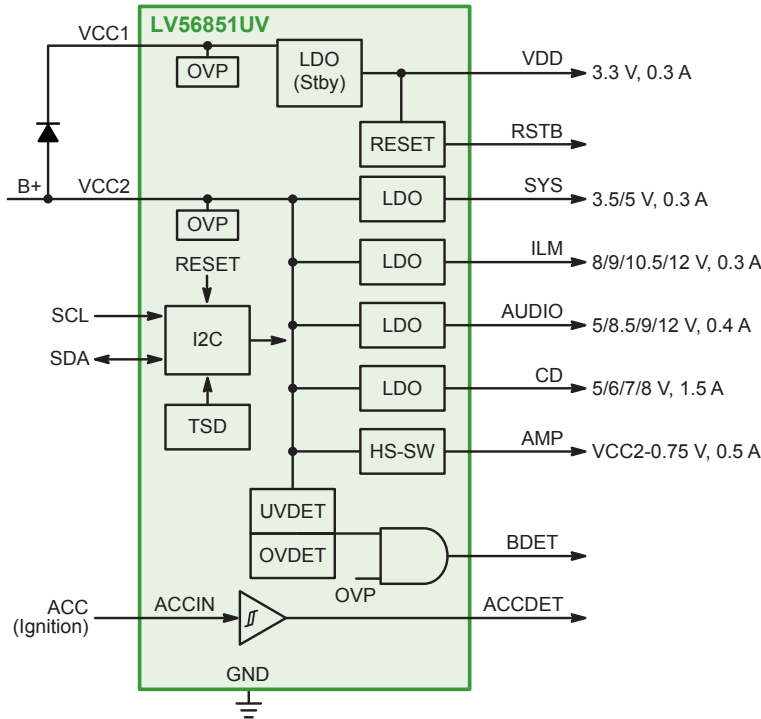 LV56851UV
VCC1
OVP
LDO
(Stby)
VDD
3.3 V, 0.3 A
RESET
RSTB
B+
VCC2
OVP
LDO
SYS
3.5/5 V, 0.3 A
RESET
LDO
ILM
8/9/10.5/12 V, 0.3 A
SCL
SDA
I2C
LDO
AUDIO
5/8.5/9/12 V, 0.4 A
TSD
LDO
CD
5/6/7/8 V, 1.5 A
HS-SW
AMP
VCC2-0.75 V, 0.5 A
UVDET
OVDET
OVP
BDET
ACC
(Ignition)
ACCIN
ACCDET
GND